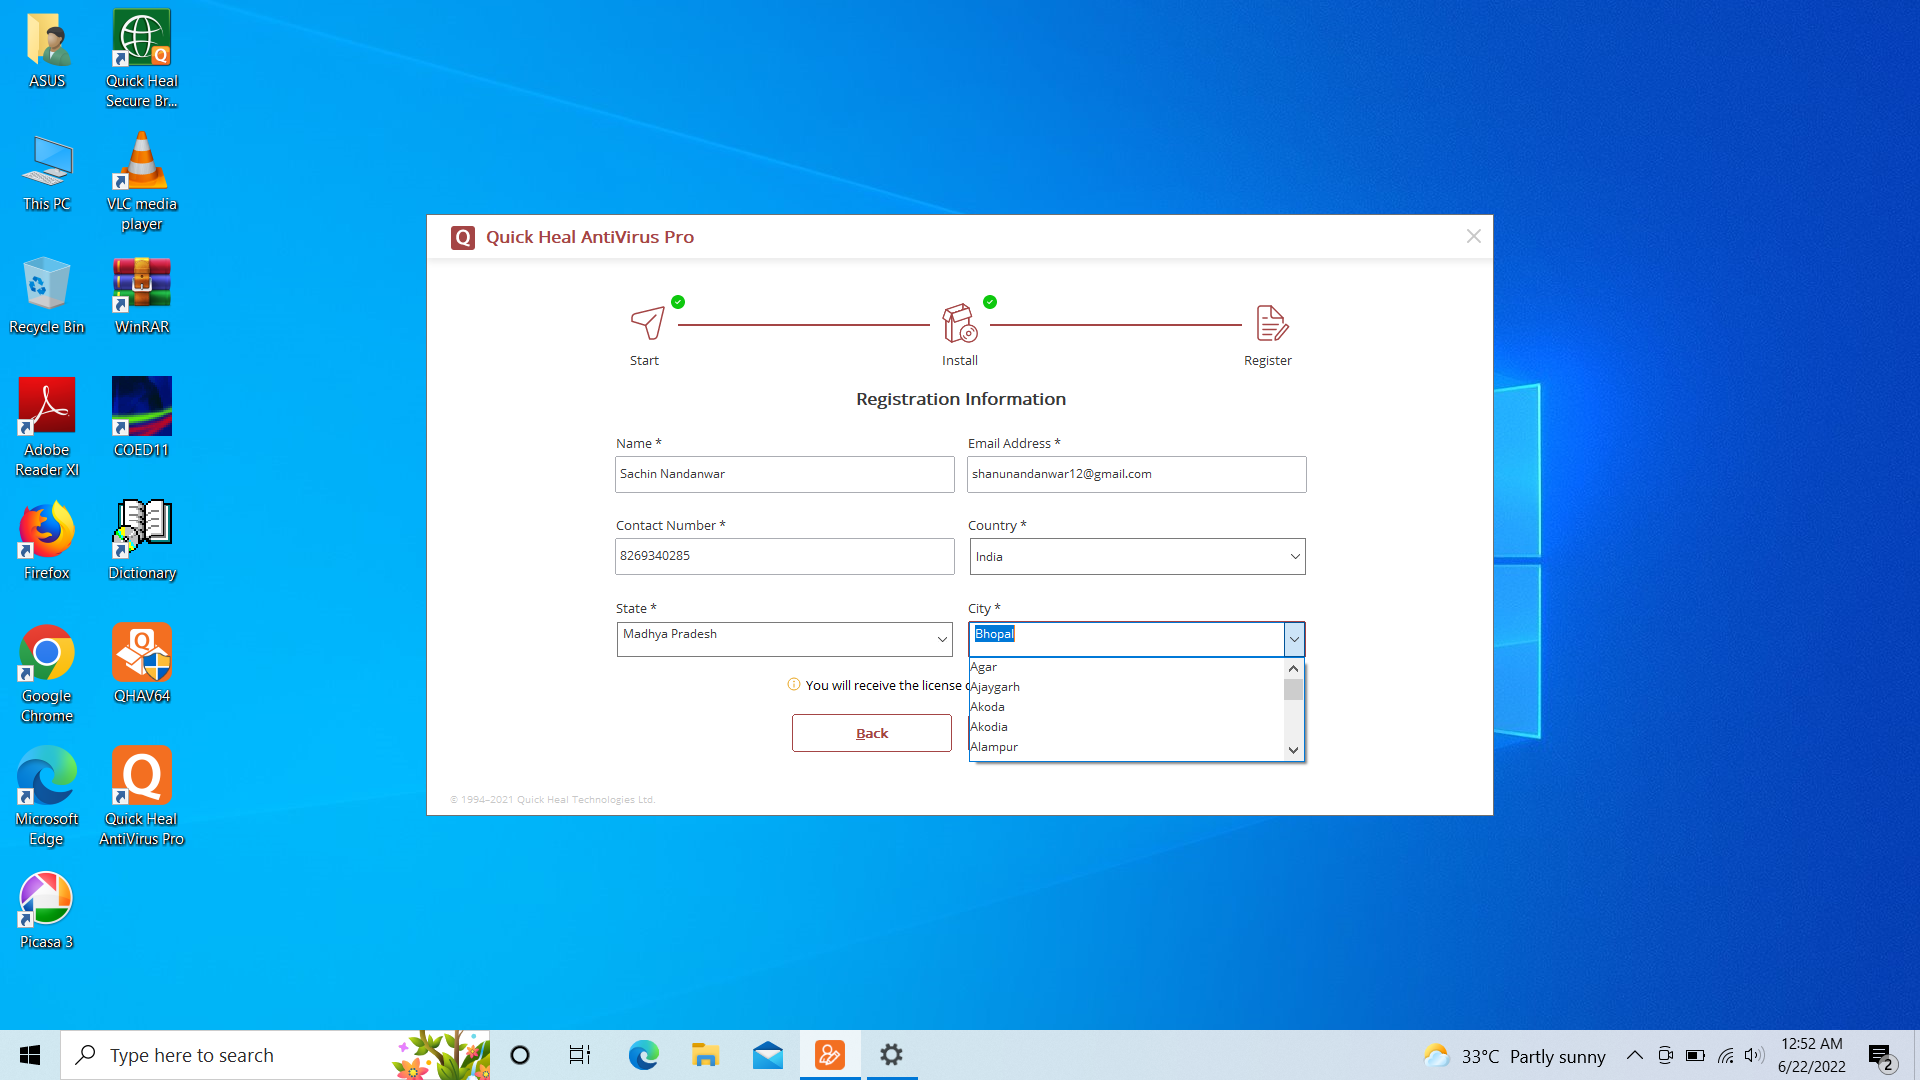 ASUS
Quick Heal
Secure Br...
This PC
VLC media
player
Recycle Bin
WinRAR
Adobe
Reader XI
COED11
Firefox
Dictionary
Google
Chrome
QHAV64
Microsoft
Edge
Quick Heal
AntiVirus Pro
Picasa 3
Quick Heal AntiVirus Pro
Start
Install
Register
Registration Information
Name *
Email Address *
Sachin Nandanwar
shanunandanwar12@gmail.com
Contact Number *
Country *
8269340285
India
State *
City *
Madhya Pradesh
Bhopal
Agar
Ajaygarh
Akoda
Akodia
Alampur
You will receive the license
Back
© 1994–2021 Quick Heal Technologies Ltd.
Type here to search
33°C Partly sunny
12:52 AM
6/22/2022
2